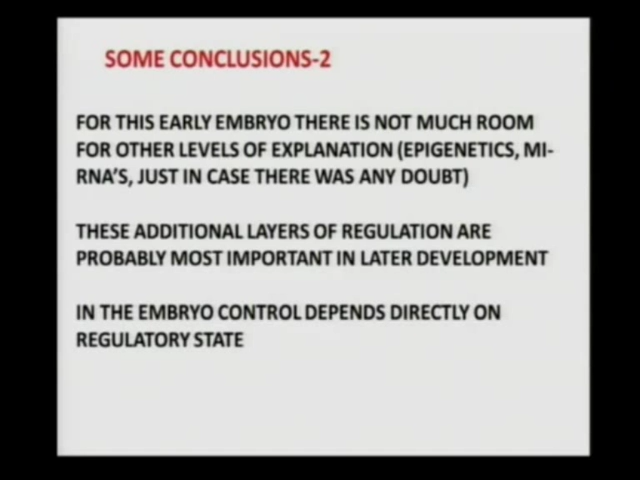 SOME CONCLUSIONS-2
FOR THIS EARLY EMBRYO THERE IS NOT MUCH ROOM
FOR OTHER LEVELS OF EXPLANATION (EPIGENETICS, MI-
RNA'S, JUST IN CASE THERE WAS ANY DOUBT)
THESE ADDITIONAL LAYERS OF REGULATION ARE
PROBABLY MOST IMPORTANT IN LATER DEVELOPMENT
IN THE EMBRYO CONTROL DEPENDS DIRECTLY ON
REGULATORY STATE